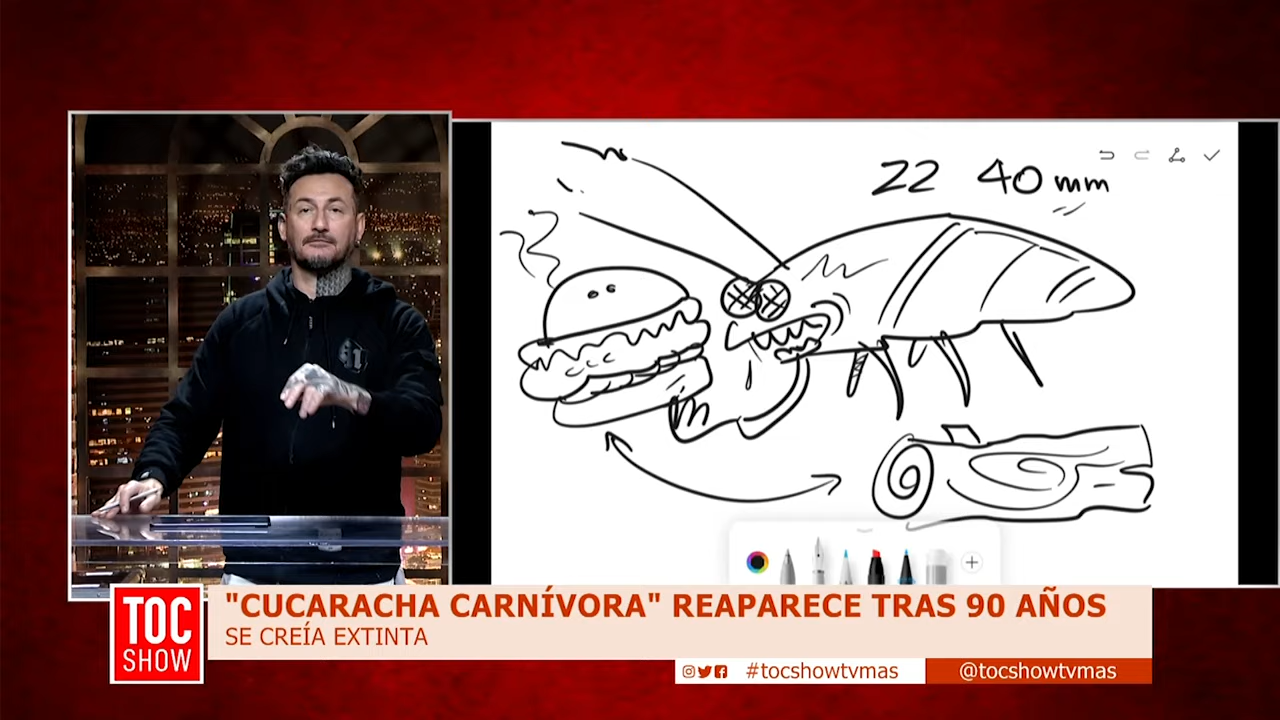 22 40 mm
TOC
SHOW
"CUCARACHA CARNÍVORA" REAPARECE TRAS 90 AÑOS
SE CREÍA EXTINTA
#tocshowtvmas
@tocshowtvmas